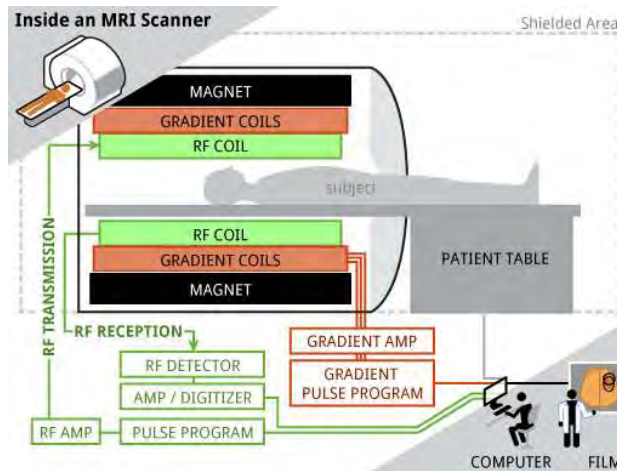 Inside an MRI Scanner
Shielded Area
MAGNET
GRADIENT COILS
RF COIL
subject
RF COIL
GRADIENT COILS
MAGNET
PATIENT TABLE
RF TRANSMISSION
RF RECEPTION
GRADIENT AMP
RF DETECTOR
GRADIENT
PULSE PROGRAM
AMP / DIGITIZER
RF AMP
PULSE PROGRAM
COMPUTER
FILM